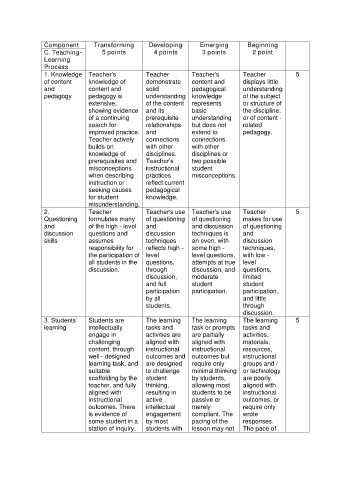 Component
C. Teaching-
Learning
Process
Transforming
5 points
Developing
4 points
Emerging
3 points
Beginning
2 point
1. Knowledge
of content
and
pedagogy
Teacher's
knowledge of
content and
pedagogy is
extensive,
showing evidence
of a continuing
search for
improved practice.
Teacher actively
builds on
knowledge of
prerequisites and
misconceptions
when describing
instruction or
seeking causes
for student
misunderstanding.
Teacher
demonstrate
solid
understanding
of the content
and its
prerequisite
relationships
and
connections
with other
disciplines.
Teacher's
instructional
practices
reflect current
pedagogical
knowledge.
Teacher's
content and
pedagogical
knowledge
represents
basic
understanding
but does not
extend to
connections
with other
disciplines or
two possible
student
misconceptions.
Teacher
displays little
understanding
of the subject
or structure of
the discipline,
or of content -
related
pedagogy.
5
2.
Questioning
and
discussion
skills
Teacher
formulates many
of the high - level
questions and
assumes
responsibility for
the participation of
all students in the
discussion.
Teacher's use
of questioning
and
discussion
techniques
reflects high -
level
questions,
through
discussion,
and full
participation
by all
students.
Teacher's use
of questioning
and discussion
techniques is
an even, with
some high -
level questions,
attempts at true
discussion, and
moderate
student
participation.
Teacher
makes for use
of questioning
and
discussion
techniques,
with low -
level
questions,
limited
student
participation,
and little
through
discussion.
5
3. Students'
learning
Students are
intellectually
engage in
challenging
content, through
well - designed
learning task, and
suitable
scaffolding by the
teacher, and fully
aligned with
instructional
outcomes. There
is evidence of
some student in a
station of inquiry,
The learning
tasks and
activities are
aligned with
instructional
outcomes and
are designed
to challenge
student
thinking,
resulting in
active
intellectual
engagement
by most
students with
The learning
task or prompts
are partially
aligned with
instructional
outcomes but
require only
minimal thinking
by students,
allowing most
students to be
passive or
merely
compliant. The
pacing of the
lesson may not
The learning
tasks and
activities,
materials,
resources,
instructional
groups and /
or technology
are poorly
aligned with
instructional
outcomes, or
require only
wrote
responses.
The pace of
5